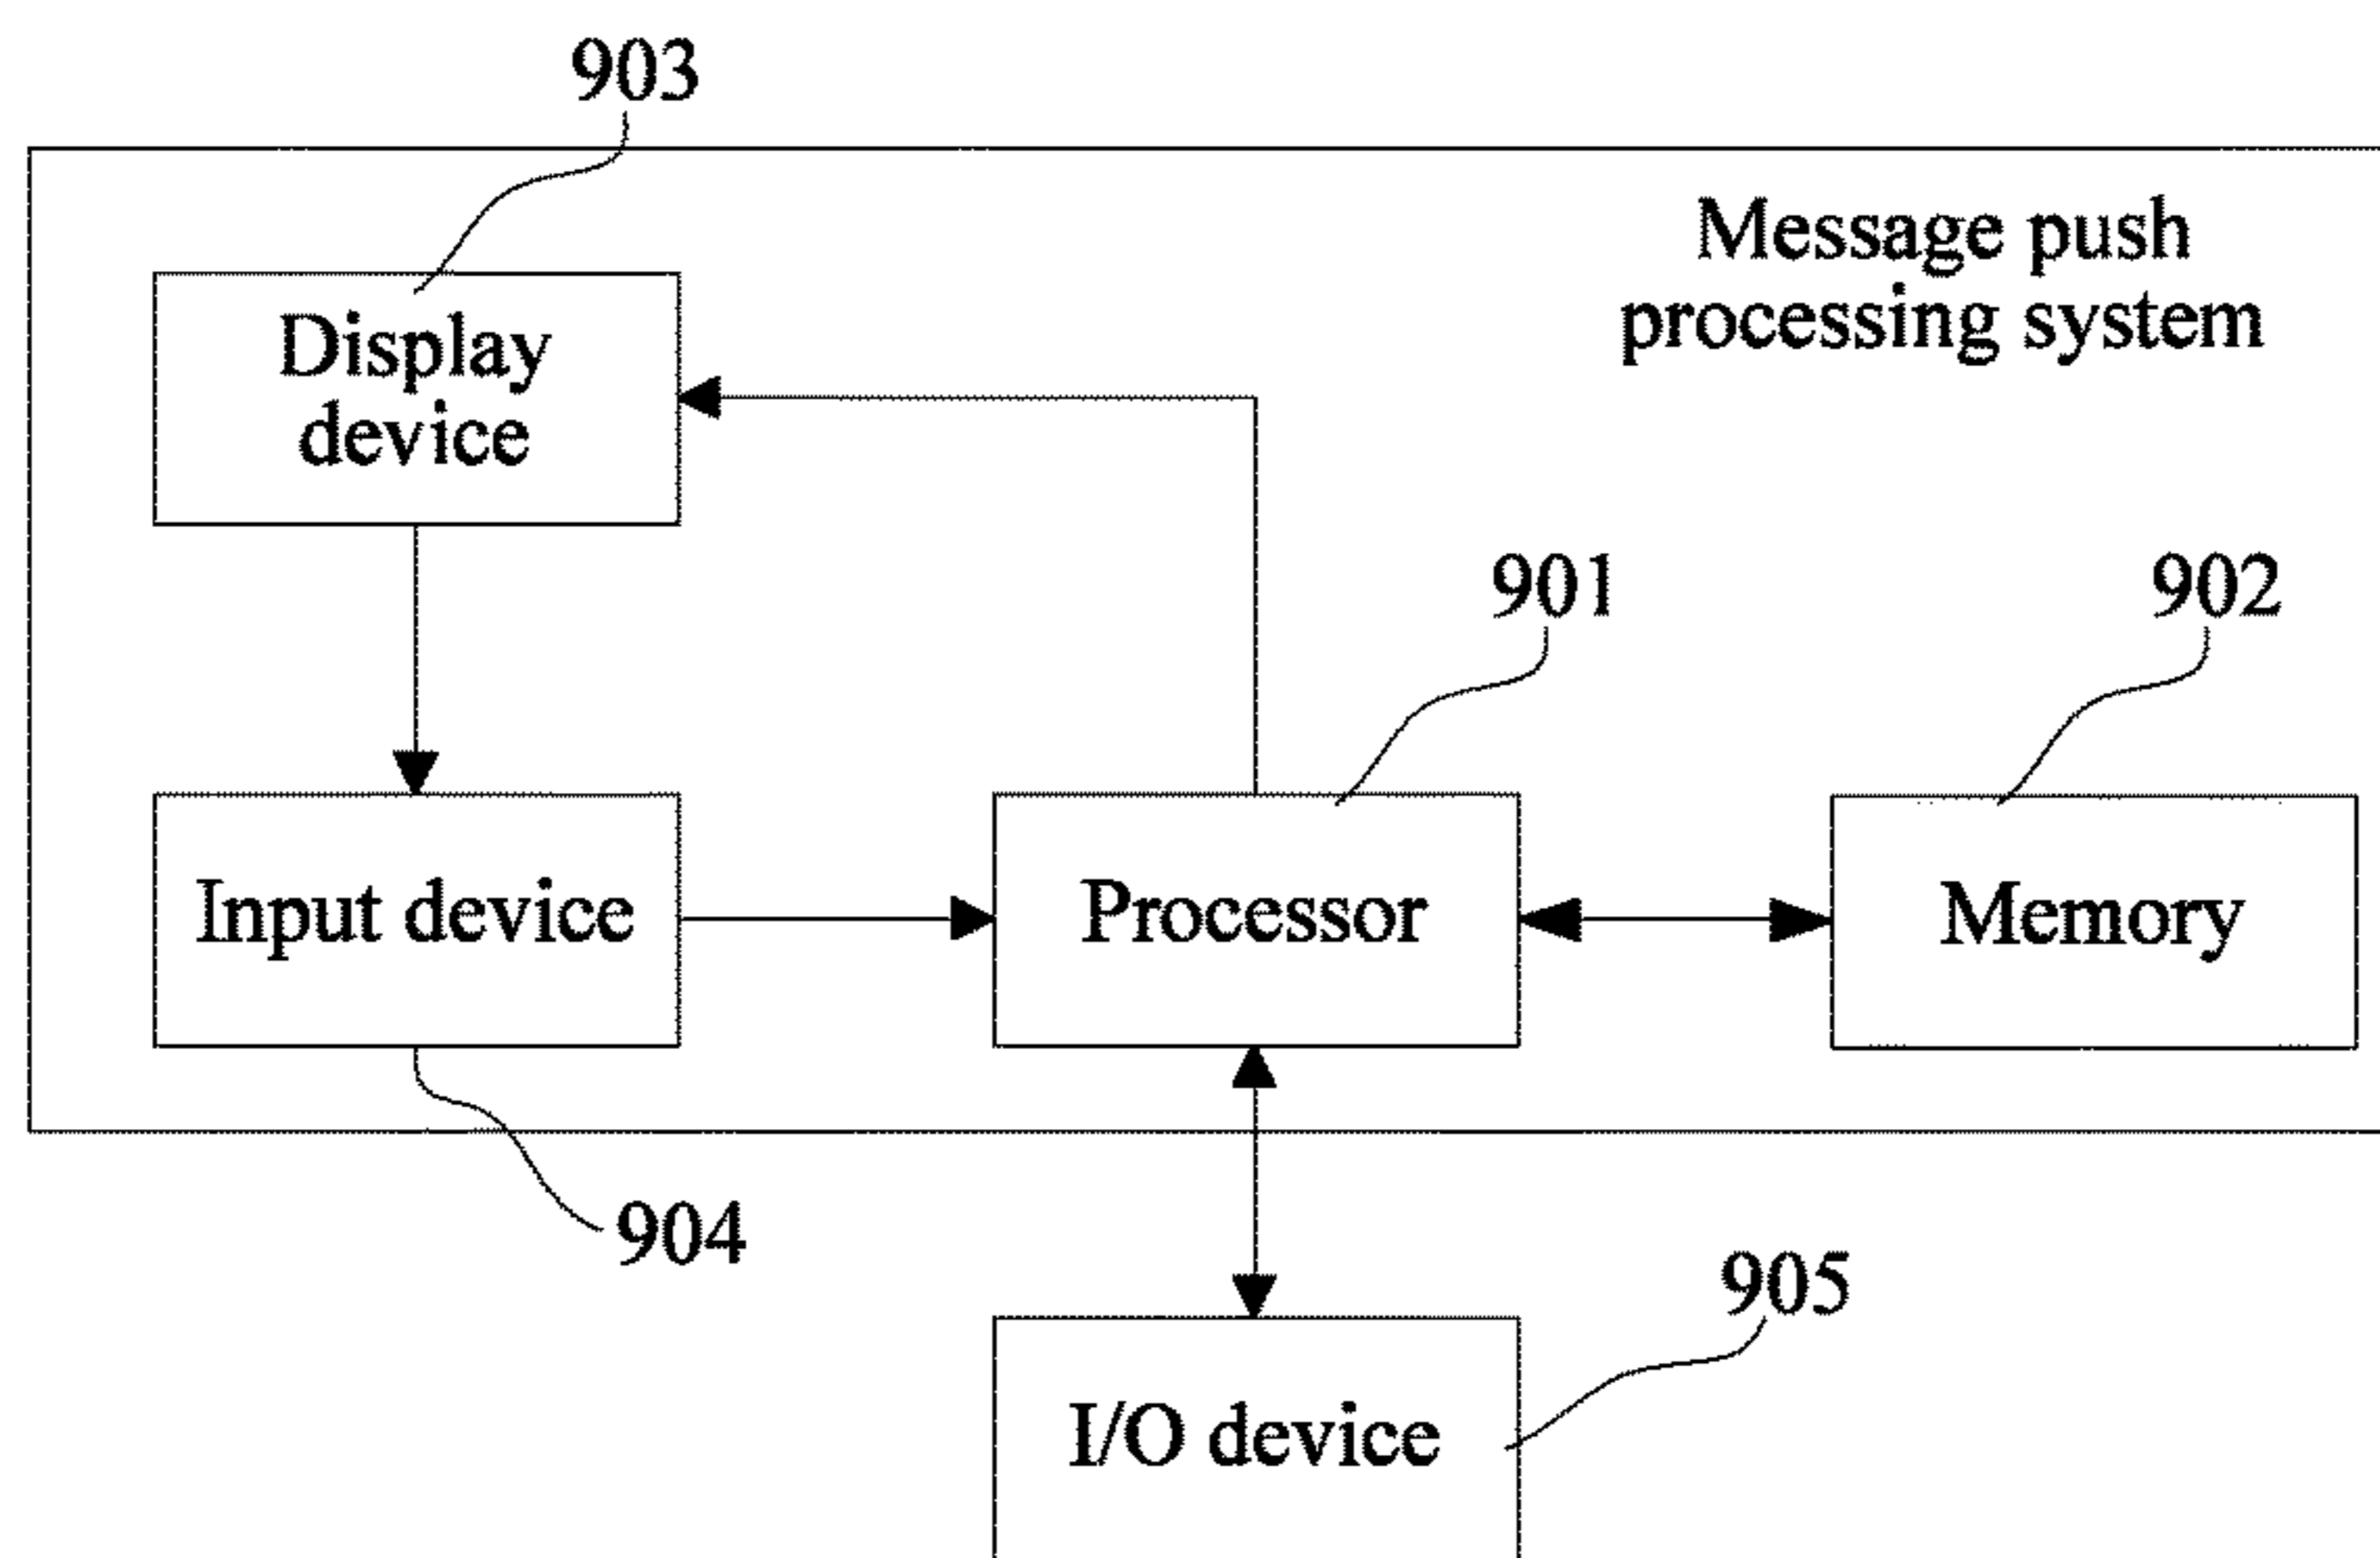 903
Message push
processing system
Display
device
901
902
Input device
Processor
Memory
904
905
I/O device